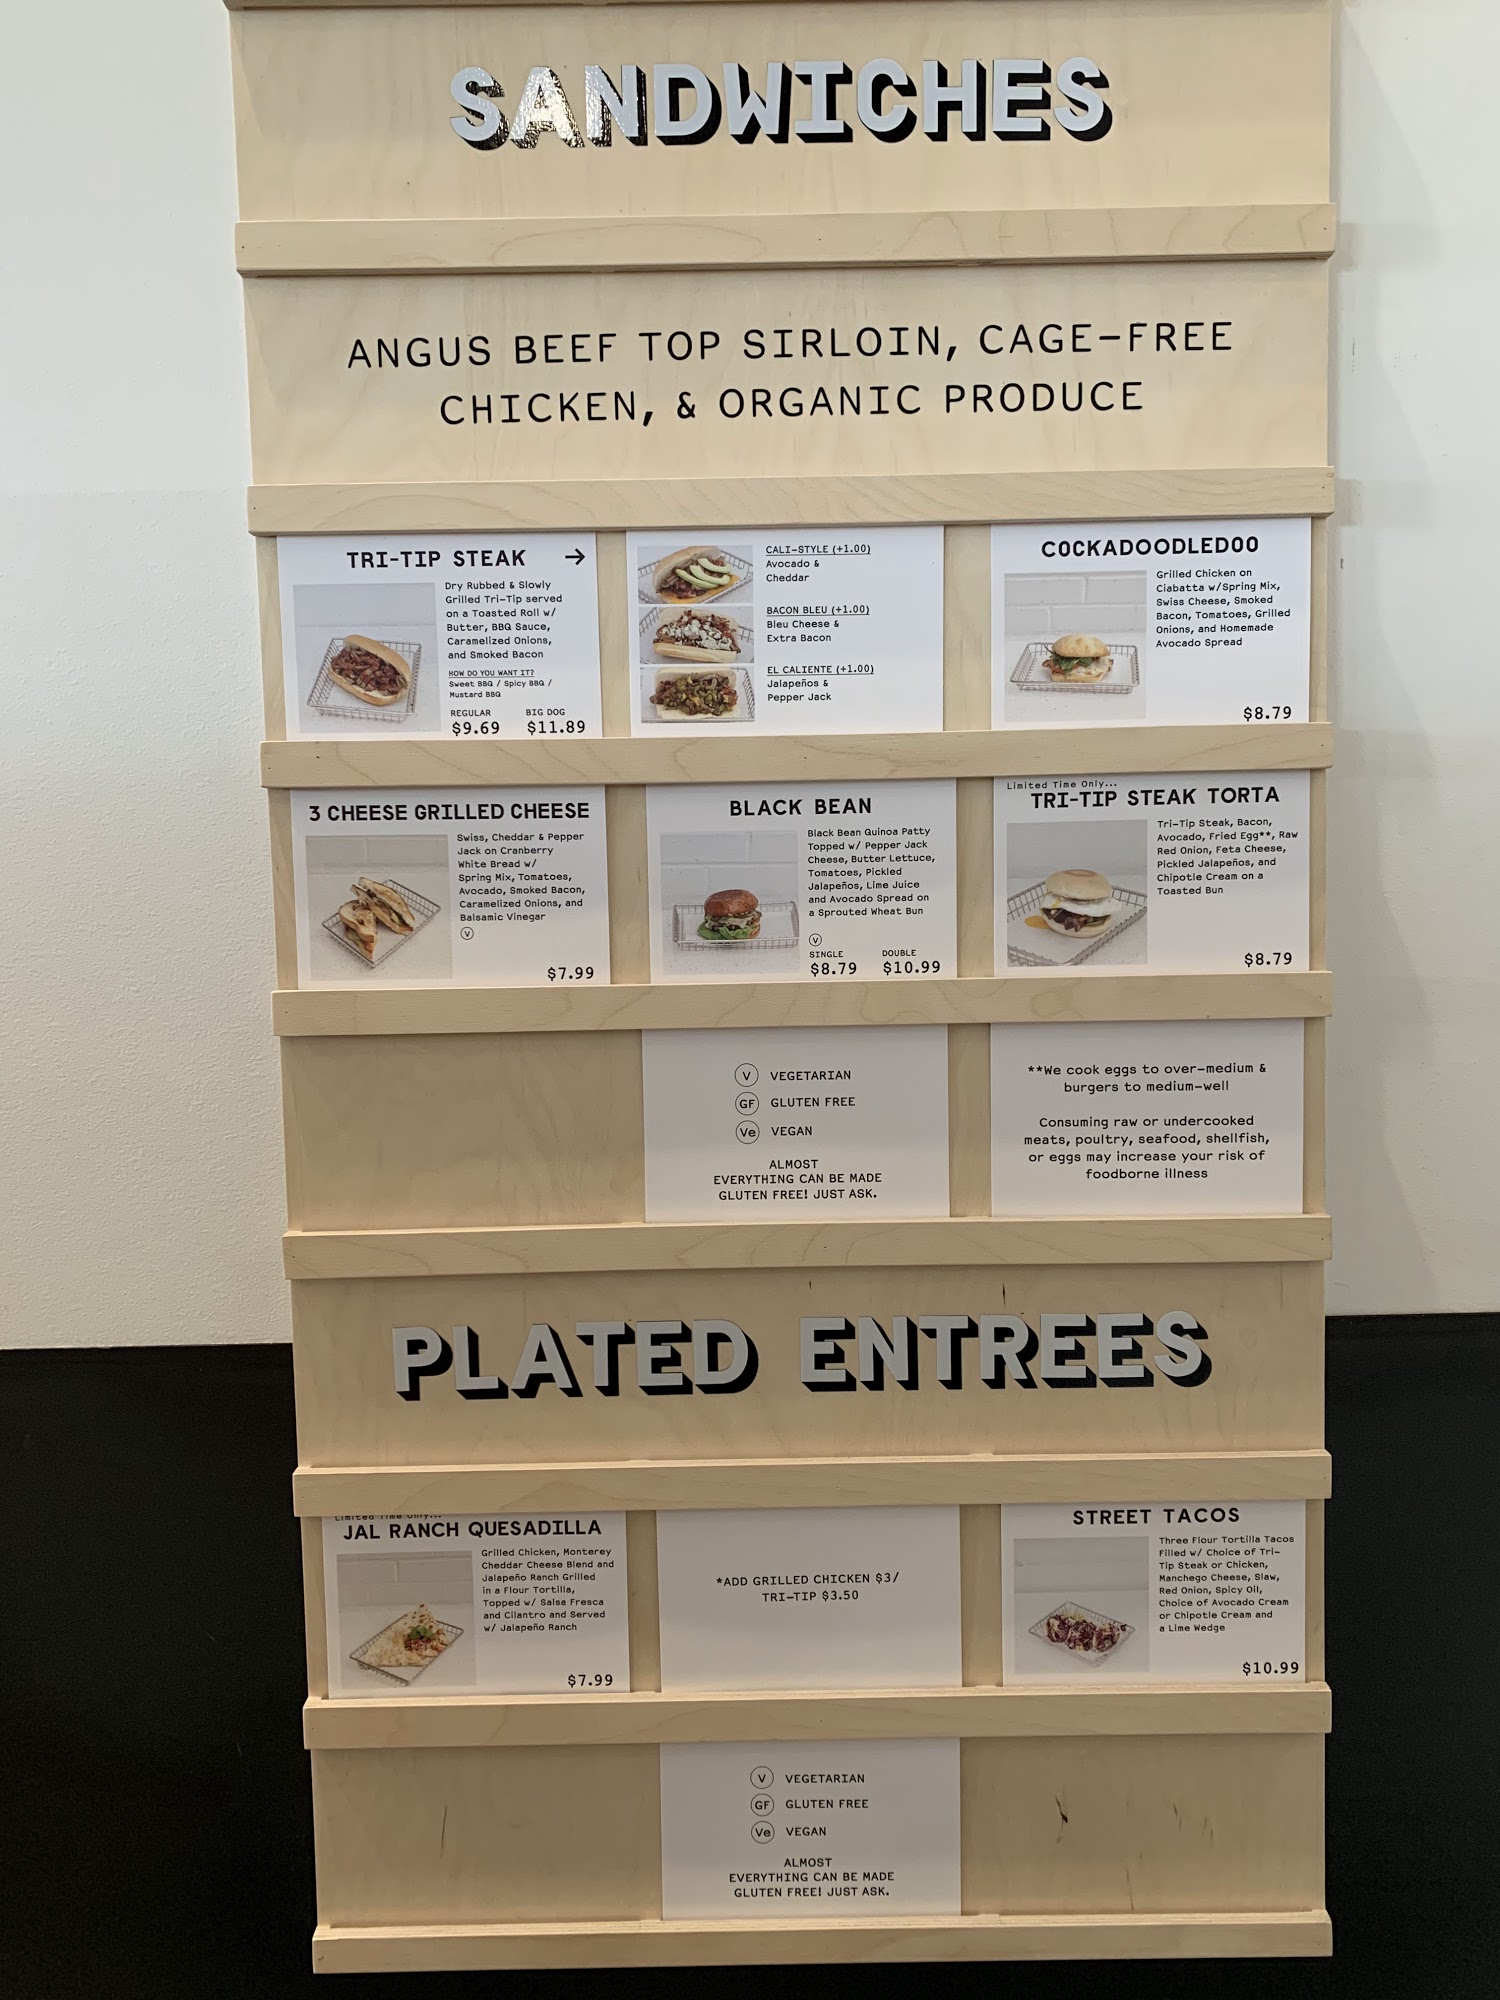 SANDWICHES
ANGUS BEEF TOP SIRLOIN, CAGE-FREE
CHICKEN, & ORGANIC PRODUCE
TRI-TIP STEAK →
Dry Rubbed & Slowly
Grilled Tri-Tip served
on a Toasted Roll w/
Butter, BBQ Sauce,
Caramelized Onions,
and Smoked Bacon
HOW DO YOU WANT IT?
Sweet BBQ / Spicy BBQ /
Mustard BBQ
REGULAR BIG DOG
$9.69 $11.89
CALI-STYLE (+1.00)
Avocado &
Cheddar
BACON BLEU (+1.00)
Bleu Cheese &
Extra Bacon
EL CALIENTE (+1.00)
Jalapeños &
Pepper Jack
COCKADOODLEDOO
Grilled Chicken on
Ciabatta w/Spring Mix,
Swiss Cheese, Smoked
Bacon, Tomatoes, Grilled
Onions, and Homemade
Avocado Spread
$8.79
3 CHEESE GRILLED CHEESE
Swiss, Cheddar & Pepper
Jack on Cranberry
White Bread w/
Spring Mix, Tomatoes,
Avocado, Smoked Bacon,
Caramelized Onions, and
Balsamic Vinegar
V
$7.99
BLACK BEAN
Black Bean Quinoa Patty
Topped w/ Pepper Jack
Cheese, Butter Lettuce,
Tomatoes, Pickled
Jalapeños, Lime Juice
and Avocado Spread on
a Sprouted Wheat Bun
V
SINGLE DOUBLE
$8.79 $10.99
Limited Time Only...
TRI-TIP STEAK TORTA
Tri-Tip Steak, Bacon,
Avocado, Fried Egg**, Raw
Red Onion, Feta Cheese,
Pickled Jalapeños, and
Chipotle Cream on a
Toasted Bun
$8.79
V VEGETARIAN
GF GLUTEN FREE
Ve VEGAN
ALMOST
EVERYTHING CAN BE MADE
GLUTEN FREE! JUST ASK.
**We cook eggs to over-medium &
burgers to medium-well
Consuming raw or undercooked
meats, poultry, seafood, shellfish,
or eggs may increase your risk of
foodborne illness
PLATED ENTREES
Limited Time Only...
JAL RANCH QUESADILLA
Grilled Chicken, Monterey
Cheddar Cheese Blend and
Jalapeño Ranch Grilled
in a Flour Tortilla,
Topped w/ Salsa Fresca
and Cilantro and Served
w/ Jalapeño Ranch
$7.99
*ADD GRILLED CHICKEN $3/
TRI-TIP $3.50
STREET TACOS
Three Flour Tortilla Tacos
Filled w/ Choice of Tri-
Tip Steak or Chicken,
Manchego Cheese, Slaw,
Red Onion, Spicy Oil,
Choice of Avocado Cream
or Chipotle Cream and
a Lime Wedge
$10.99
V VEGETARIAN
GF GLUTEN FREE
Ve VEGAN
ALMOST
EVERYTHING CAN BE MADE
GLUTEN FREE! JUST ASK.